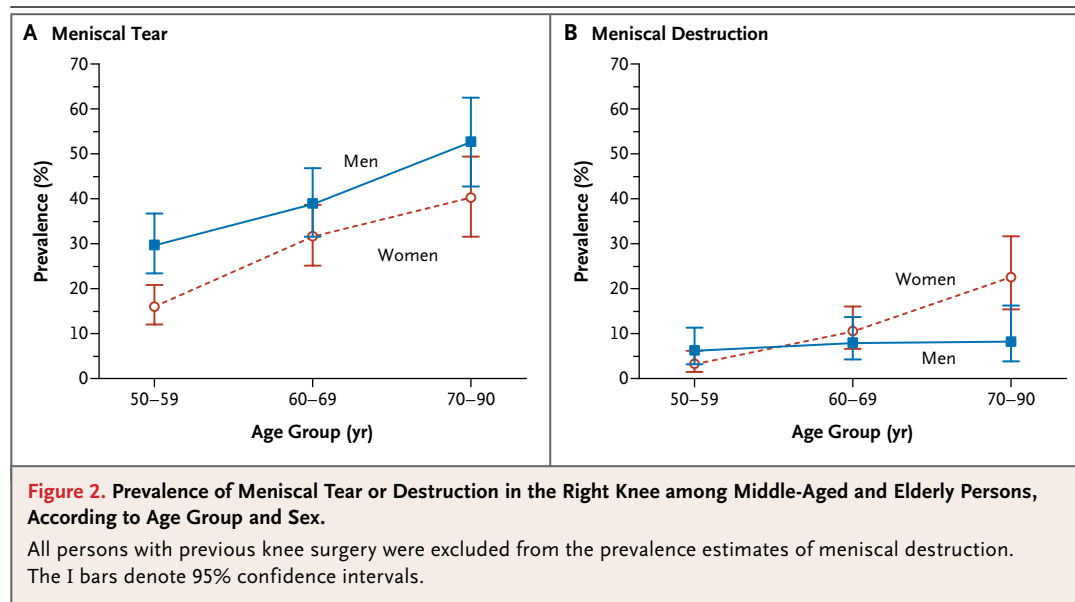 A Meniscal Tear
70
60
50
40
30
20
10
0
Prevalence (%)
Men
Women
50–59
60–69
70–90
Age Group (yr)
B Meniscal Destruction
70
60
50
40
30
20
10
0
Prevalence (%)
Women
Men
50–59
60–69
70–90
Age Group (yr)
Figure 2. Prevalence of Meniscal Tear or Destruction in the Right Knee among Middle-Aged and Elderly Persons,
According to Age Group and Sex.
All persons with previous knee surgery were excluded from the prevalence estimates of meniscal destruction.
The I bars denote 95% confidence intervals.